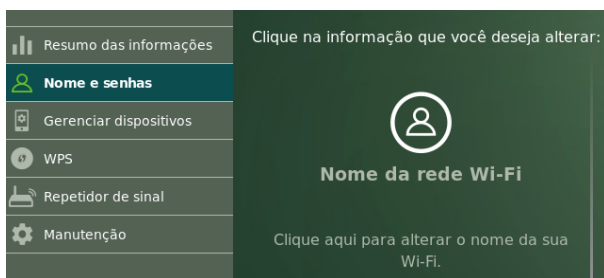 Resumo das informações
Nome e senhas
Gerenciar dispositivos
WPS
Repetidor de sinal
Manutenção
Clique na informação que você deseja alterar:
Nome da rede Wi-Fi
Clique aqui para alterar o nome da sua
Wi-Fi.